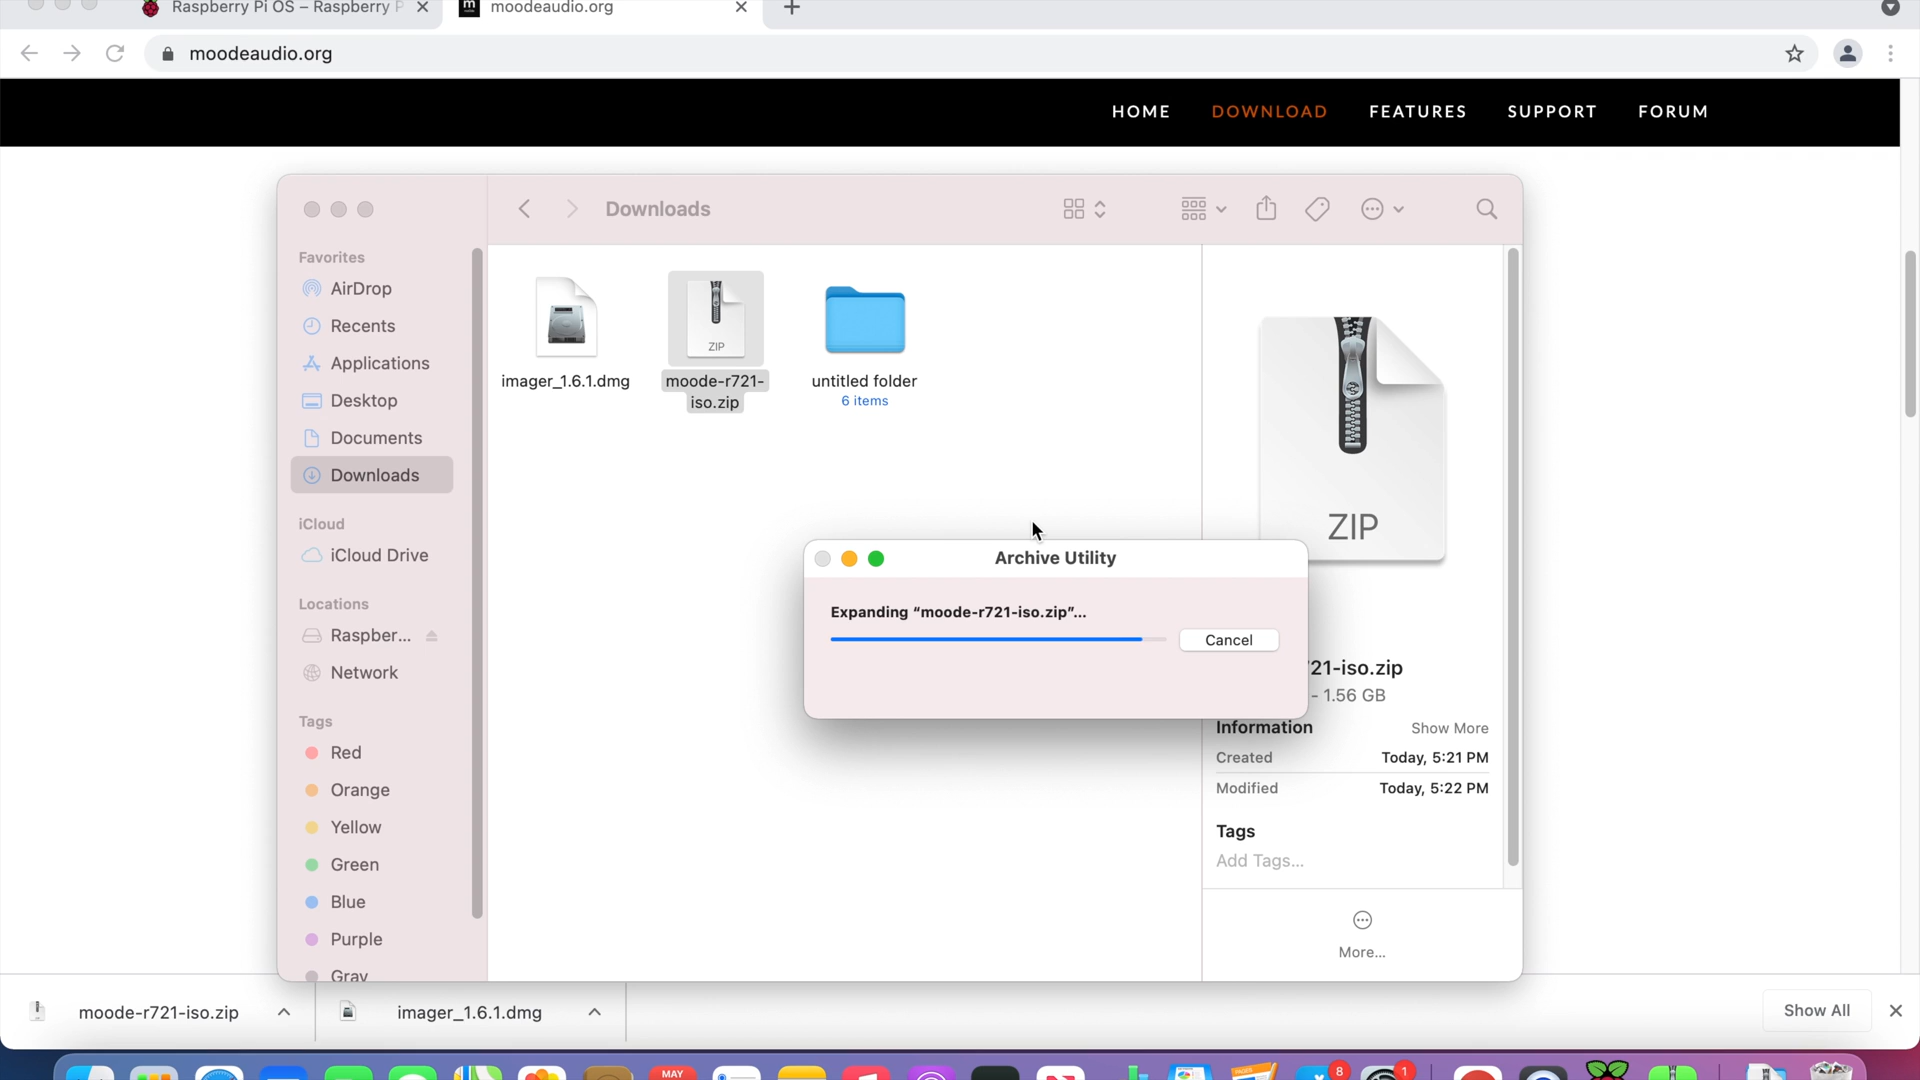 Raspberry Pi OS – Raspberry P
moodeaudio.org
moodeaudio.org
HOME DOWNLOAD FEATURES SUPPORT FORUM
Downloads
Favorites
AirDrop
Recents
Applications
Desktop
Documents
Downloads
iCloud
iCloud Drive
Locations
Raspber...
Network
Tags
Red
Orange
Yellow
Green
Blue
Purple
Gray
imager_1.6.1.dmg
ZIP
moode-r721-
iso.zip
untitled folder
6 items
ZIP
Archive Utility
Expanding “moode-r721-iso.zip”...
Cancel
'21-iso.zip
- 1.56 GB
Information Show More
Created Today, 5:21 PM
Modified Today, 5:22 PM
Tags
Add Tags...
More...
moode-r721-iso.zip
imager_1.6.1.dmg
Show All
MAY
PAGES
8
1